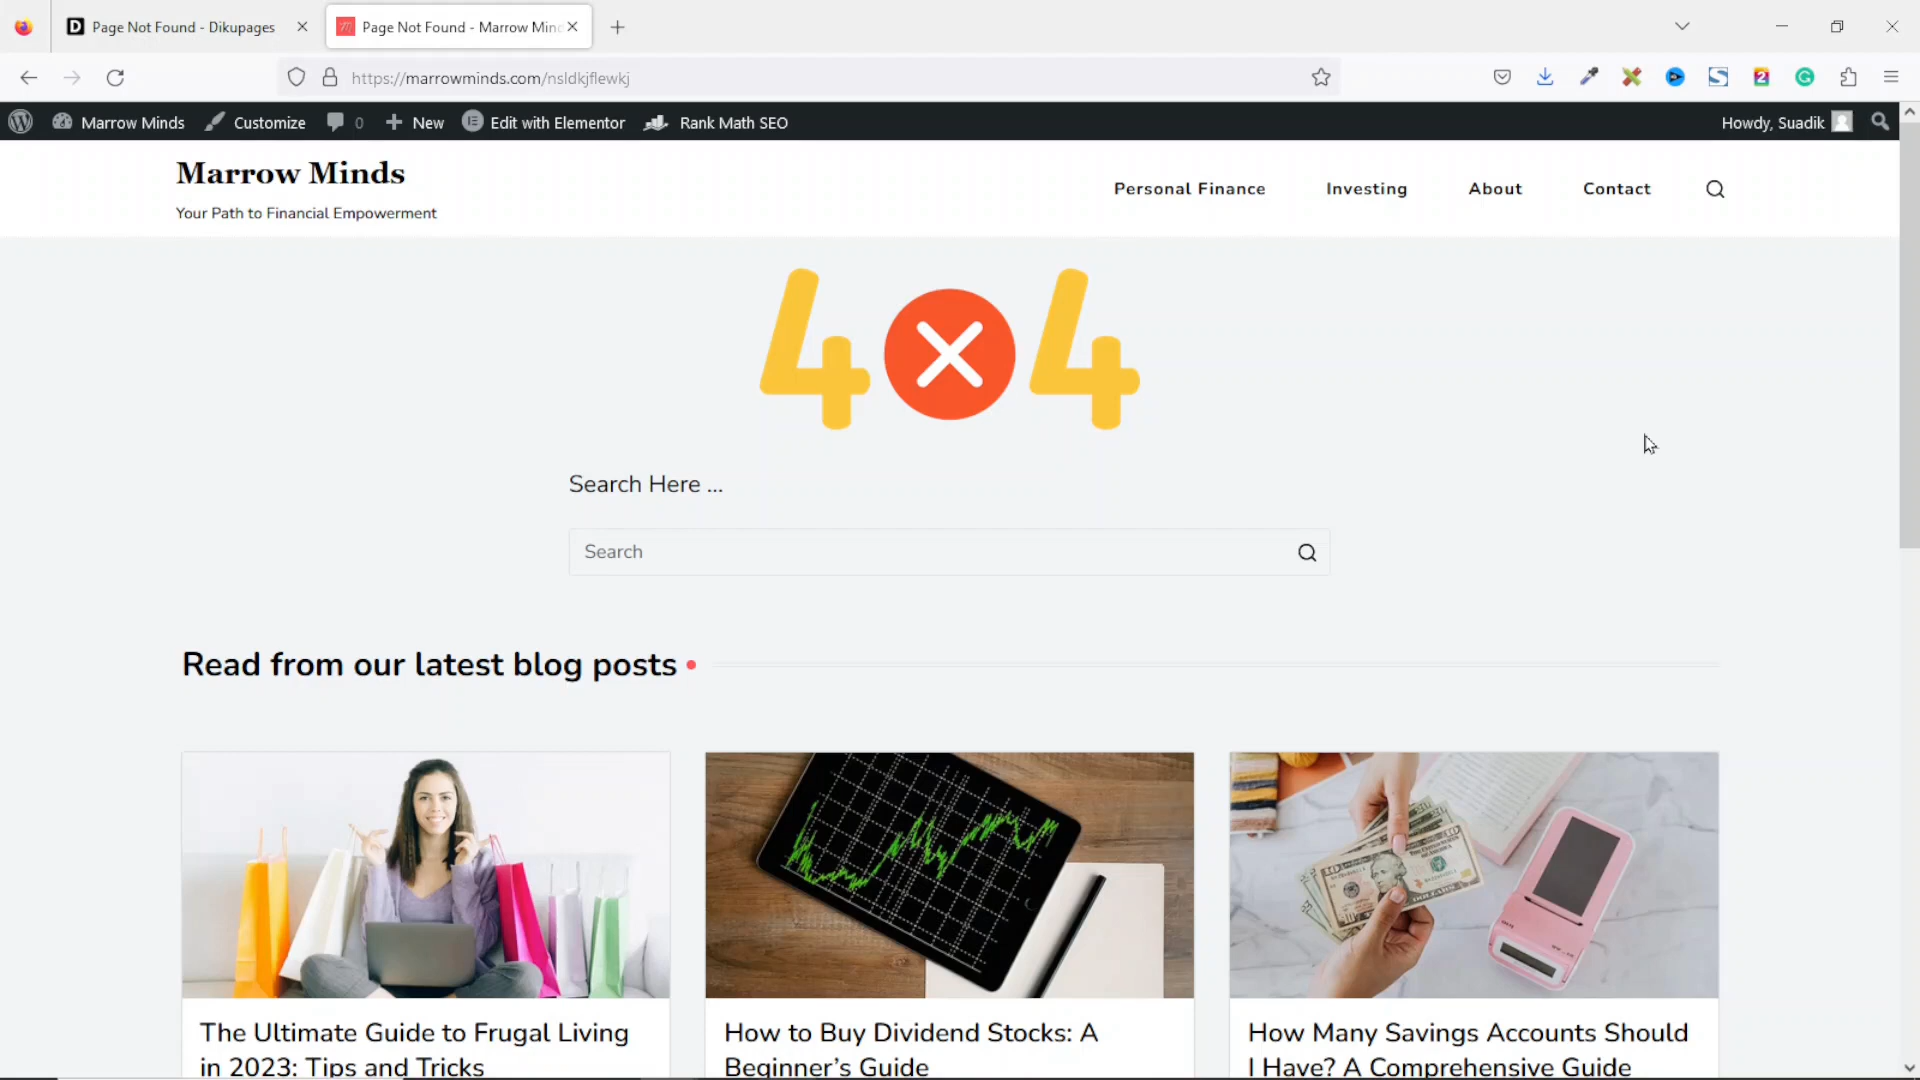 Page Not Found - Dikupages
Page Not Found - Marrow Min
https://marrowminds.com/nsldkjflewkj
Marrow Minds
Customize
0
New
Edit with Elementor
Rank Math SEO
Howdy, Suadik
Marrow Minds
Your Path to Financial Empowerment
Personal Finance
Investing
About
Contact
4 4
Search Here ...
Search
Read from our latest blog posts
The Ultimate Guide to Frugal Living
in 2023: Tips and Tricks
How to Buy Dividend Stocks: A
Beginner’s Guide
How Many Savings Accounts Should
I Have? A Comprehensive Guide